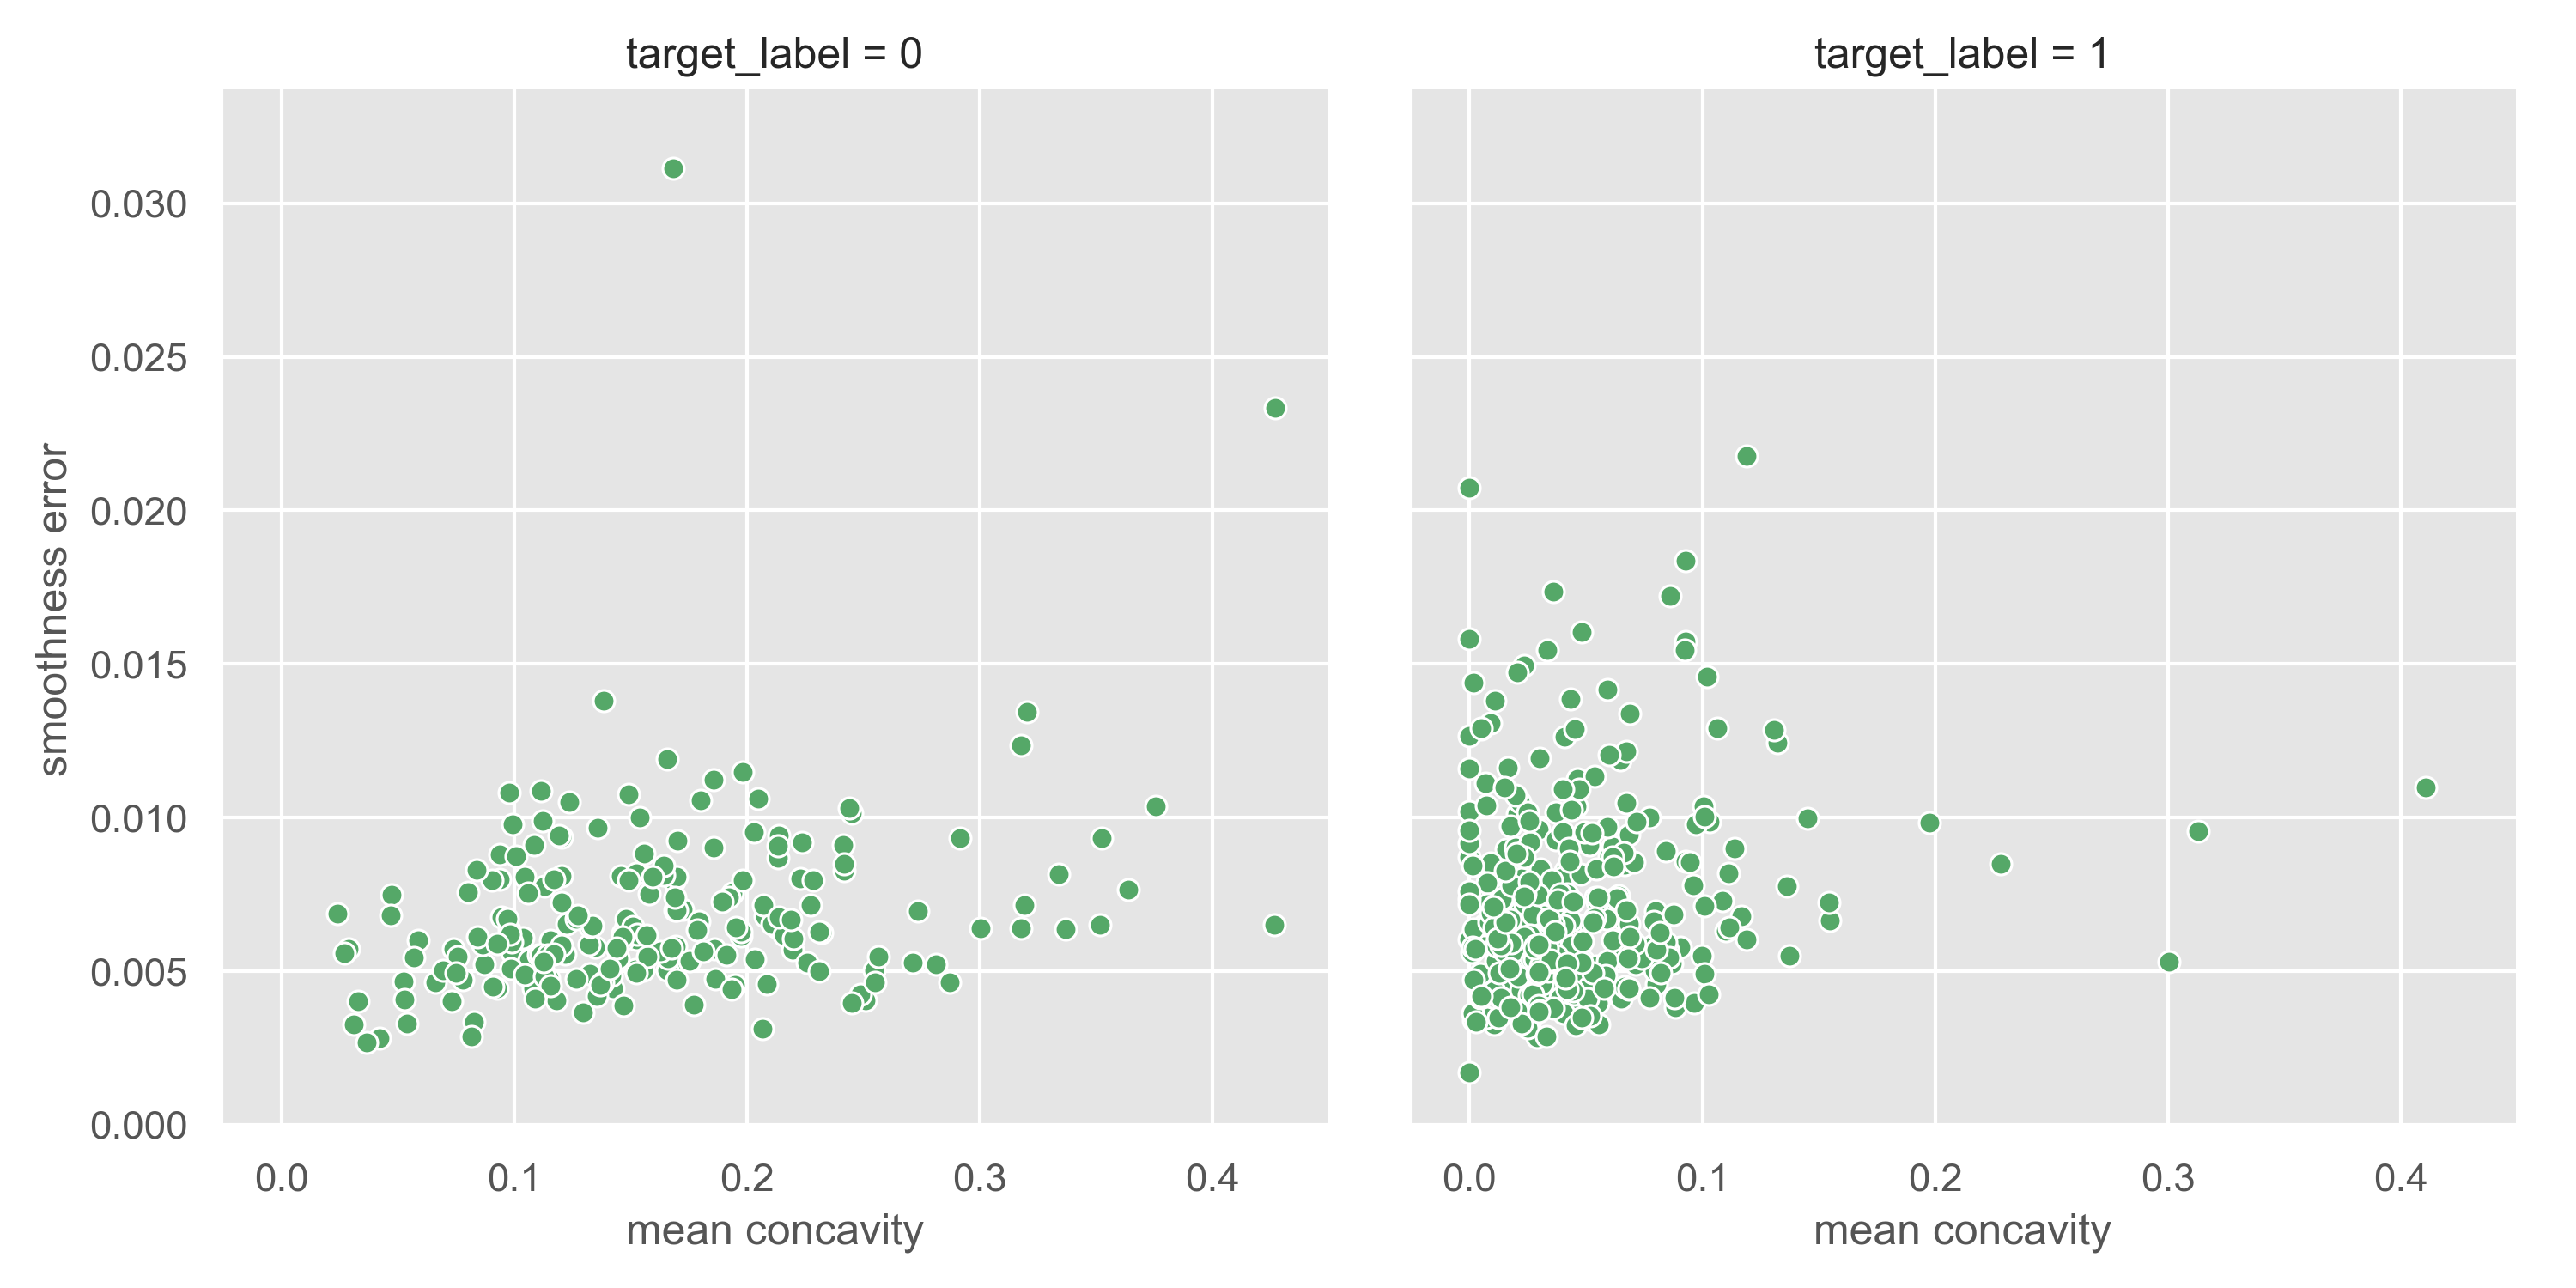 target_label = 0
target_label = 1
smoothness error
0.030
0.025
0.020
0.015
0.010
0.005
0.000
0.0 0.1 0.2 0.3 0.4
0.0 0.1 0.2 0.3 0.4
mean concavity
mean concavity